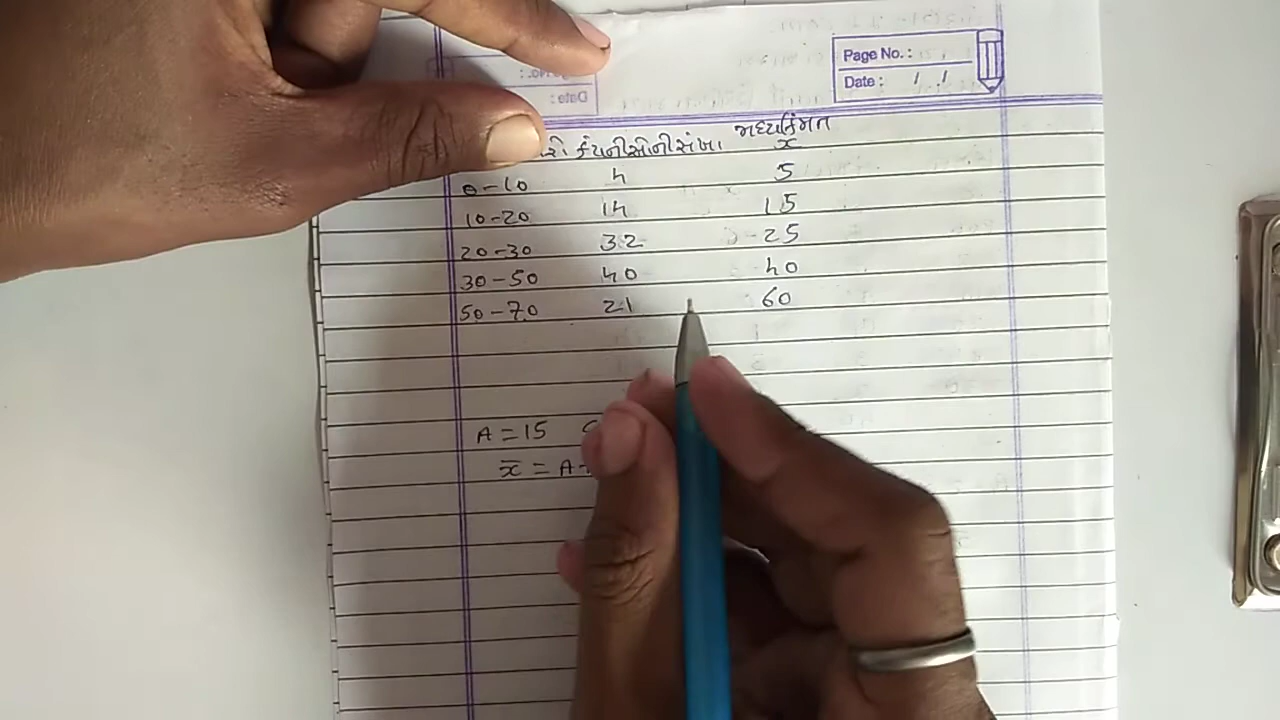 Page No. :
Date : / /
મધ્યકિંમત
કંપનીઓની સંખ્યા x
0-10 4 5
10-20 14 15
20-30 32 25
30-50 40 40
50-70 21 60
A = 15
x̄ = A+